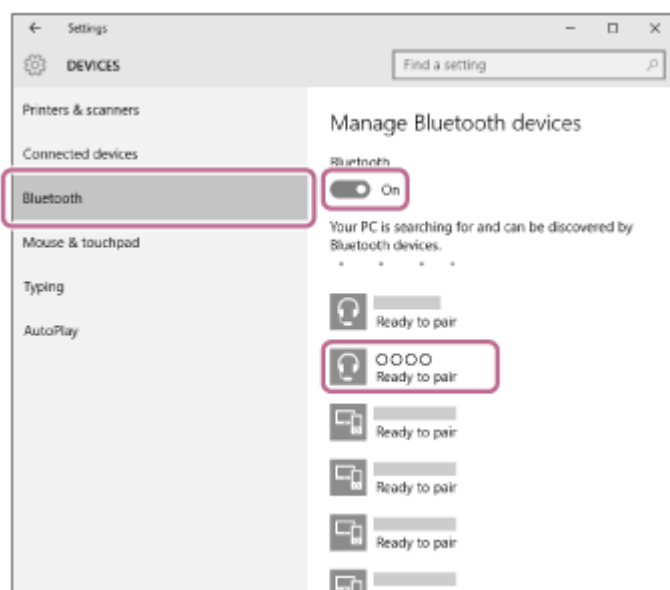 Settings
DEVICES
Find a setting
Printers & scanners
Connected devices
Bluetooth
Mouse & touchpad
Typing
AutoPlay
Manage Bluetooth devices
Bluetooth
On
Your PC is searching for and can be discovered by
Bluetooth devices.
Ready to pair
OOOO
Ready to pair
Ready to pair
Ready to pair
Ready to pair